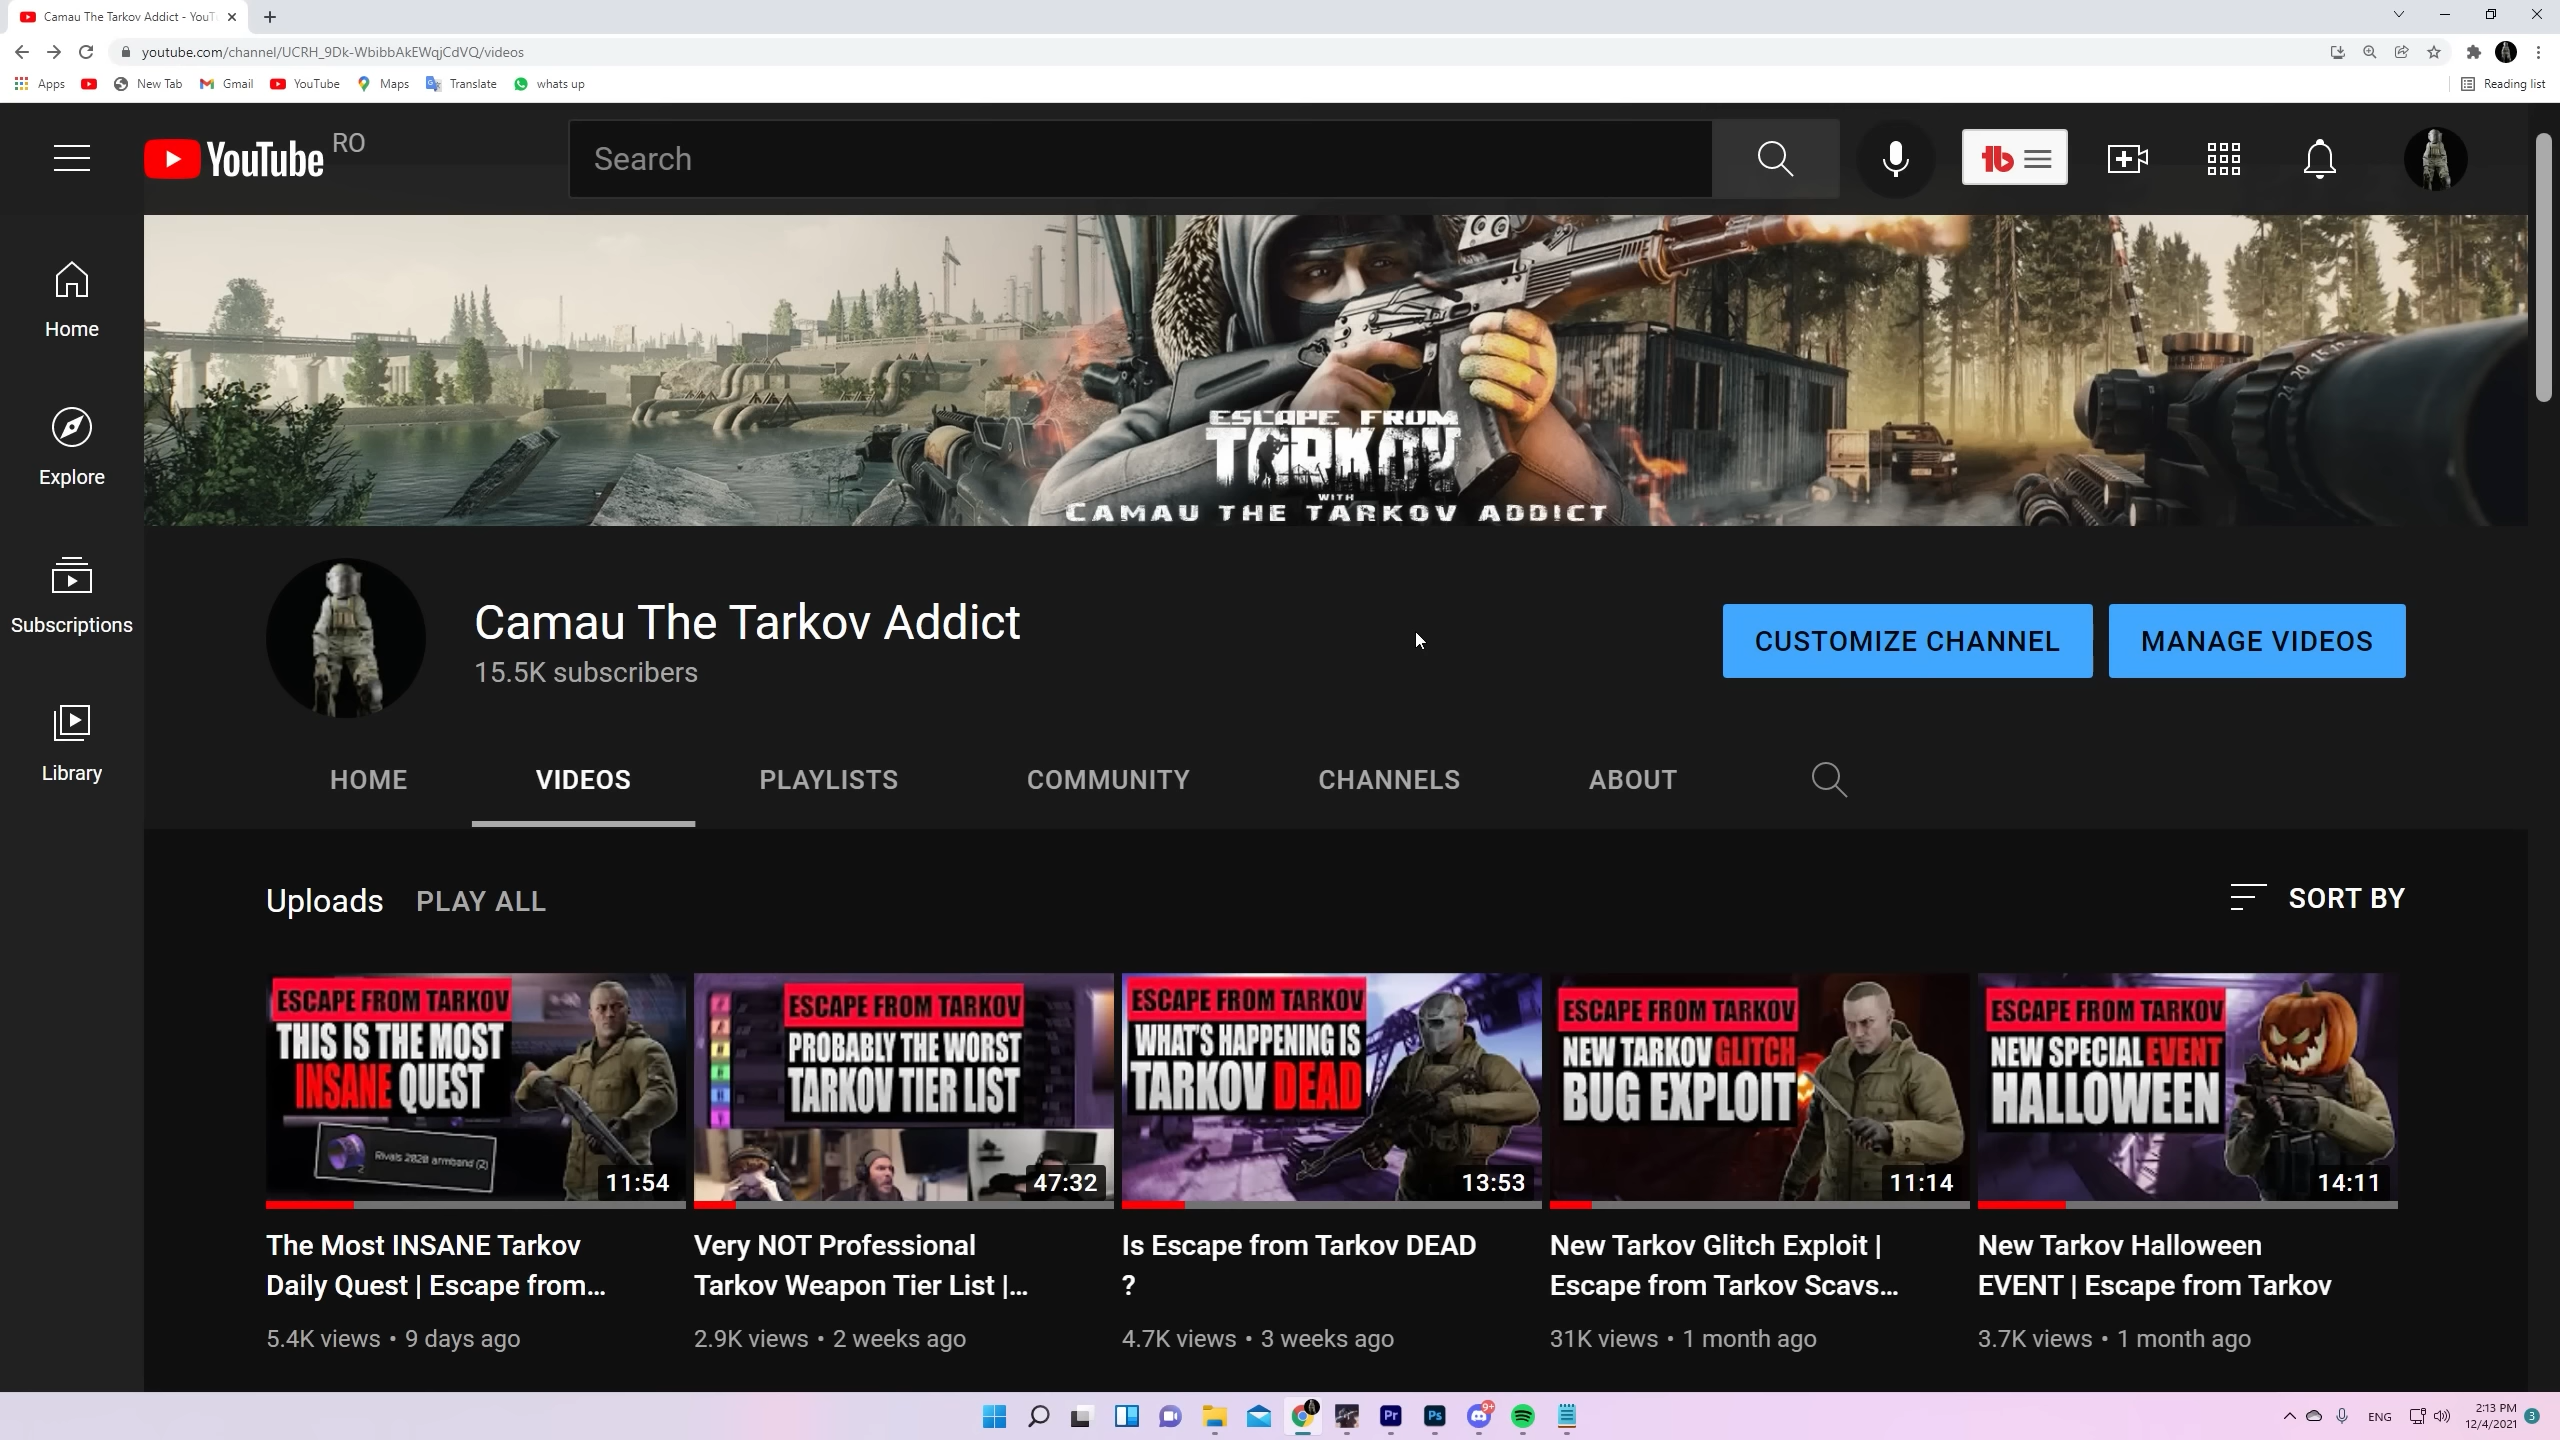 Camau The Tarkov Addict - YouT
youtube.com/channel/UCRH_9Dk-WbibbAkEWqjCdVQ/videos
Apps New Tab Gmail YouTube Maps Translate whats up Reading list
YouTube RO
Search
Home
Explore
Subscriptions
Library
ESCAPE FROM
TARKOV
WITH
CAMAU THE TARKOV ADDICT
Camau The Tarkov Addict
15.5K subscribers
CUSTOMIZE CHANNEL MANAGE VIDEOS
HOME VIDEOS PLAYLISTS COMMUNITY CHANNELS ABOUT
Uploads PLAY ALL SORT BY
ESCAPE FROM TARKOV
THIS IS THE MOST
INSANE QUEST
Rivals 2020 armband (2)
11:54
The Most INSANE Tarkov
Daily Quest | Escape from...
5.4K views • 9 days ago
ESCAPE FROM TARKOV
PROBABLY THE WORST
TARKOV TIER LIST
47:32
Very NOT Professional
Tarkov Weapon Tier List |...
2.9K views • 2 weeks ago
ESCAPE FROM TARKOV
WHAT'S HAPPENING IS
TARKOV DEAD
13:53
Is Escape from Tarkov DEAD
?
4.7K views • 3 weeks ago
ESCAPE FROM TARKOV
NEW TARKOV GLITCH
BUG EXPLOIT
11:14
New Tarkov Glitch Exploit |
Escape from Tarkov Scavs...
31K views • 1 month ago
ESCAPE FROM TARKOV
NEW SPECIAL EVENT
HALLOWEEN
14:11
New Tarkov Halloween
EVENT | Escape from Tarkov
3.7K views • 1 month ago
Pr Ps 9+
ENG
2:13 PM
12/4/2021
3